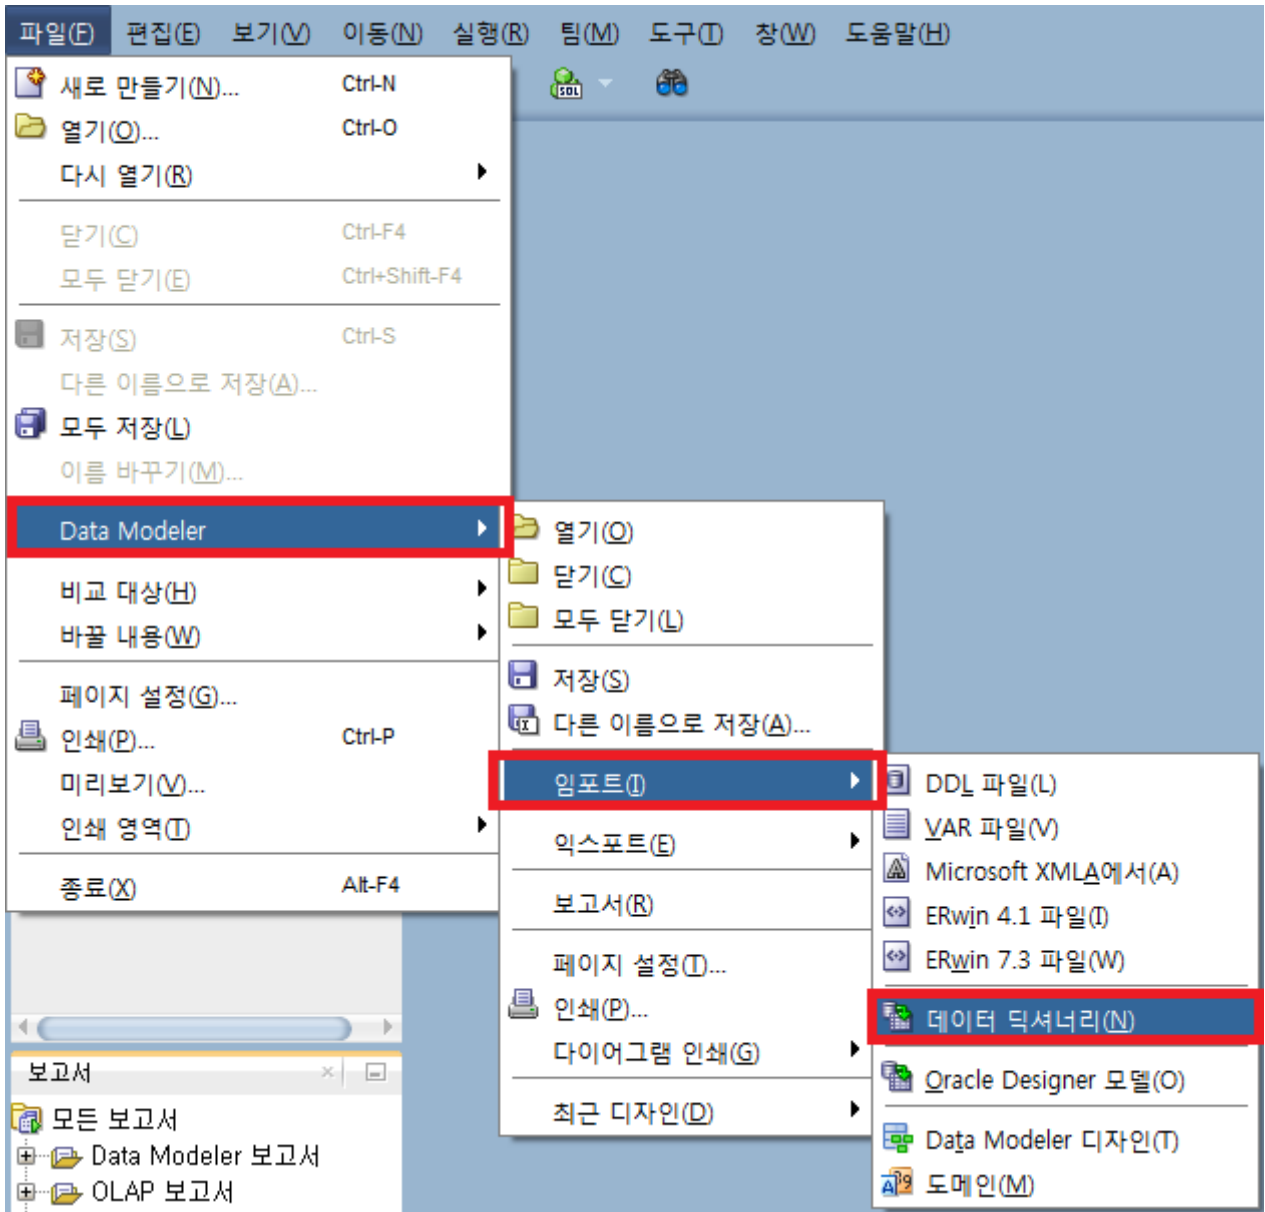 파일(F) 편집(E) 보기(V) 이동(N) 실행(R) 팀(M) 도구(T) 창(W) 도움말(H)
SQL
새로 만들기(N)... Ctrl-N
열기(O)... Ctrl-O
다시 열기(R)
닫기(C) Ctrl-F4
모두 닫기(E) Ctrl+Shift-F4
저장(S) Ctrl-S
다른 이름으로 저장(A)...
모두 저장(L)
이름 바꾸기(M)...
Data Modeler
비교 대상(H)
바꿀 내용(W)
페이지 설정(G)...
인쇄(P)... Ctrl-P
미리보기(V)...
인쇄 영역(T)
종료(X) Alt-F4
열기(O)
닫기(C)
모두 닫기(L)
저장(S)
다른 이름으로 저장(A)...
임포트(I)
익스포트(E)
보고서(R)
페이지 설정(T)...
인쇄(P)...
다이어그램 인쇄(G)
최근 디자인(D)
DDL 파일(L)
VAR 파일(V)
Microsoft XMLA에서(A)
ERwin 4.1 파일(I)
ERwin 7.3 파일(W)
데이터 딕셔너리(N)
Oracle Designer 모델(O)
Data Modeler 디자인(T)
도메인(M)
보고서
모든 보고서
Data Modeler 보고서
OLAP 보고서